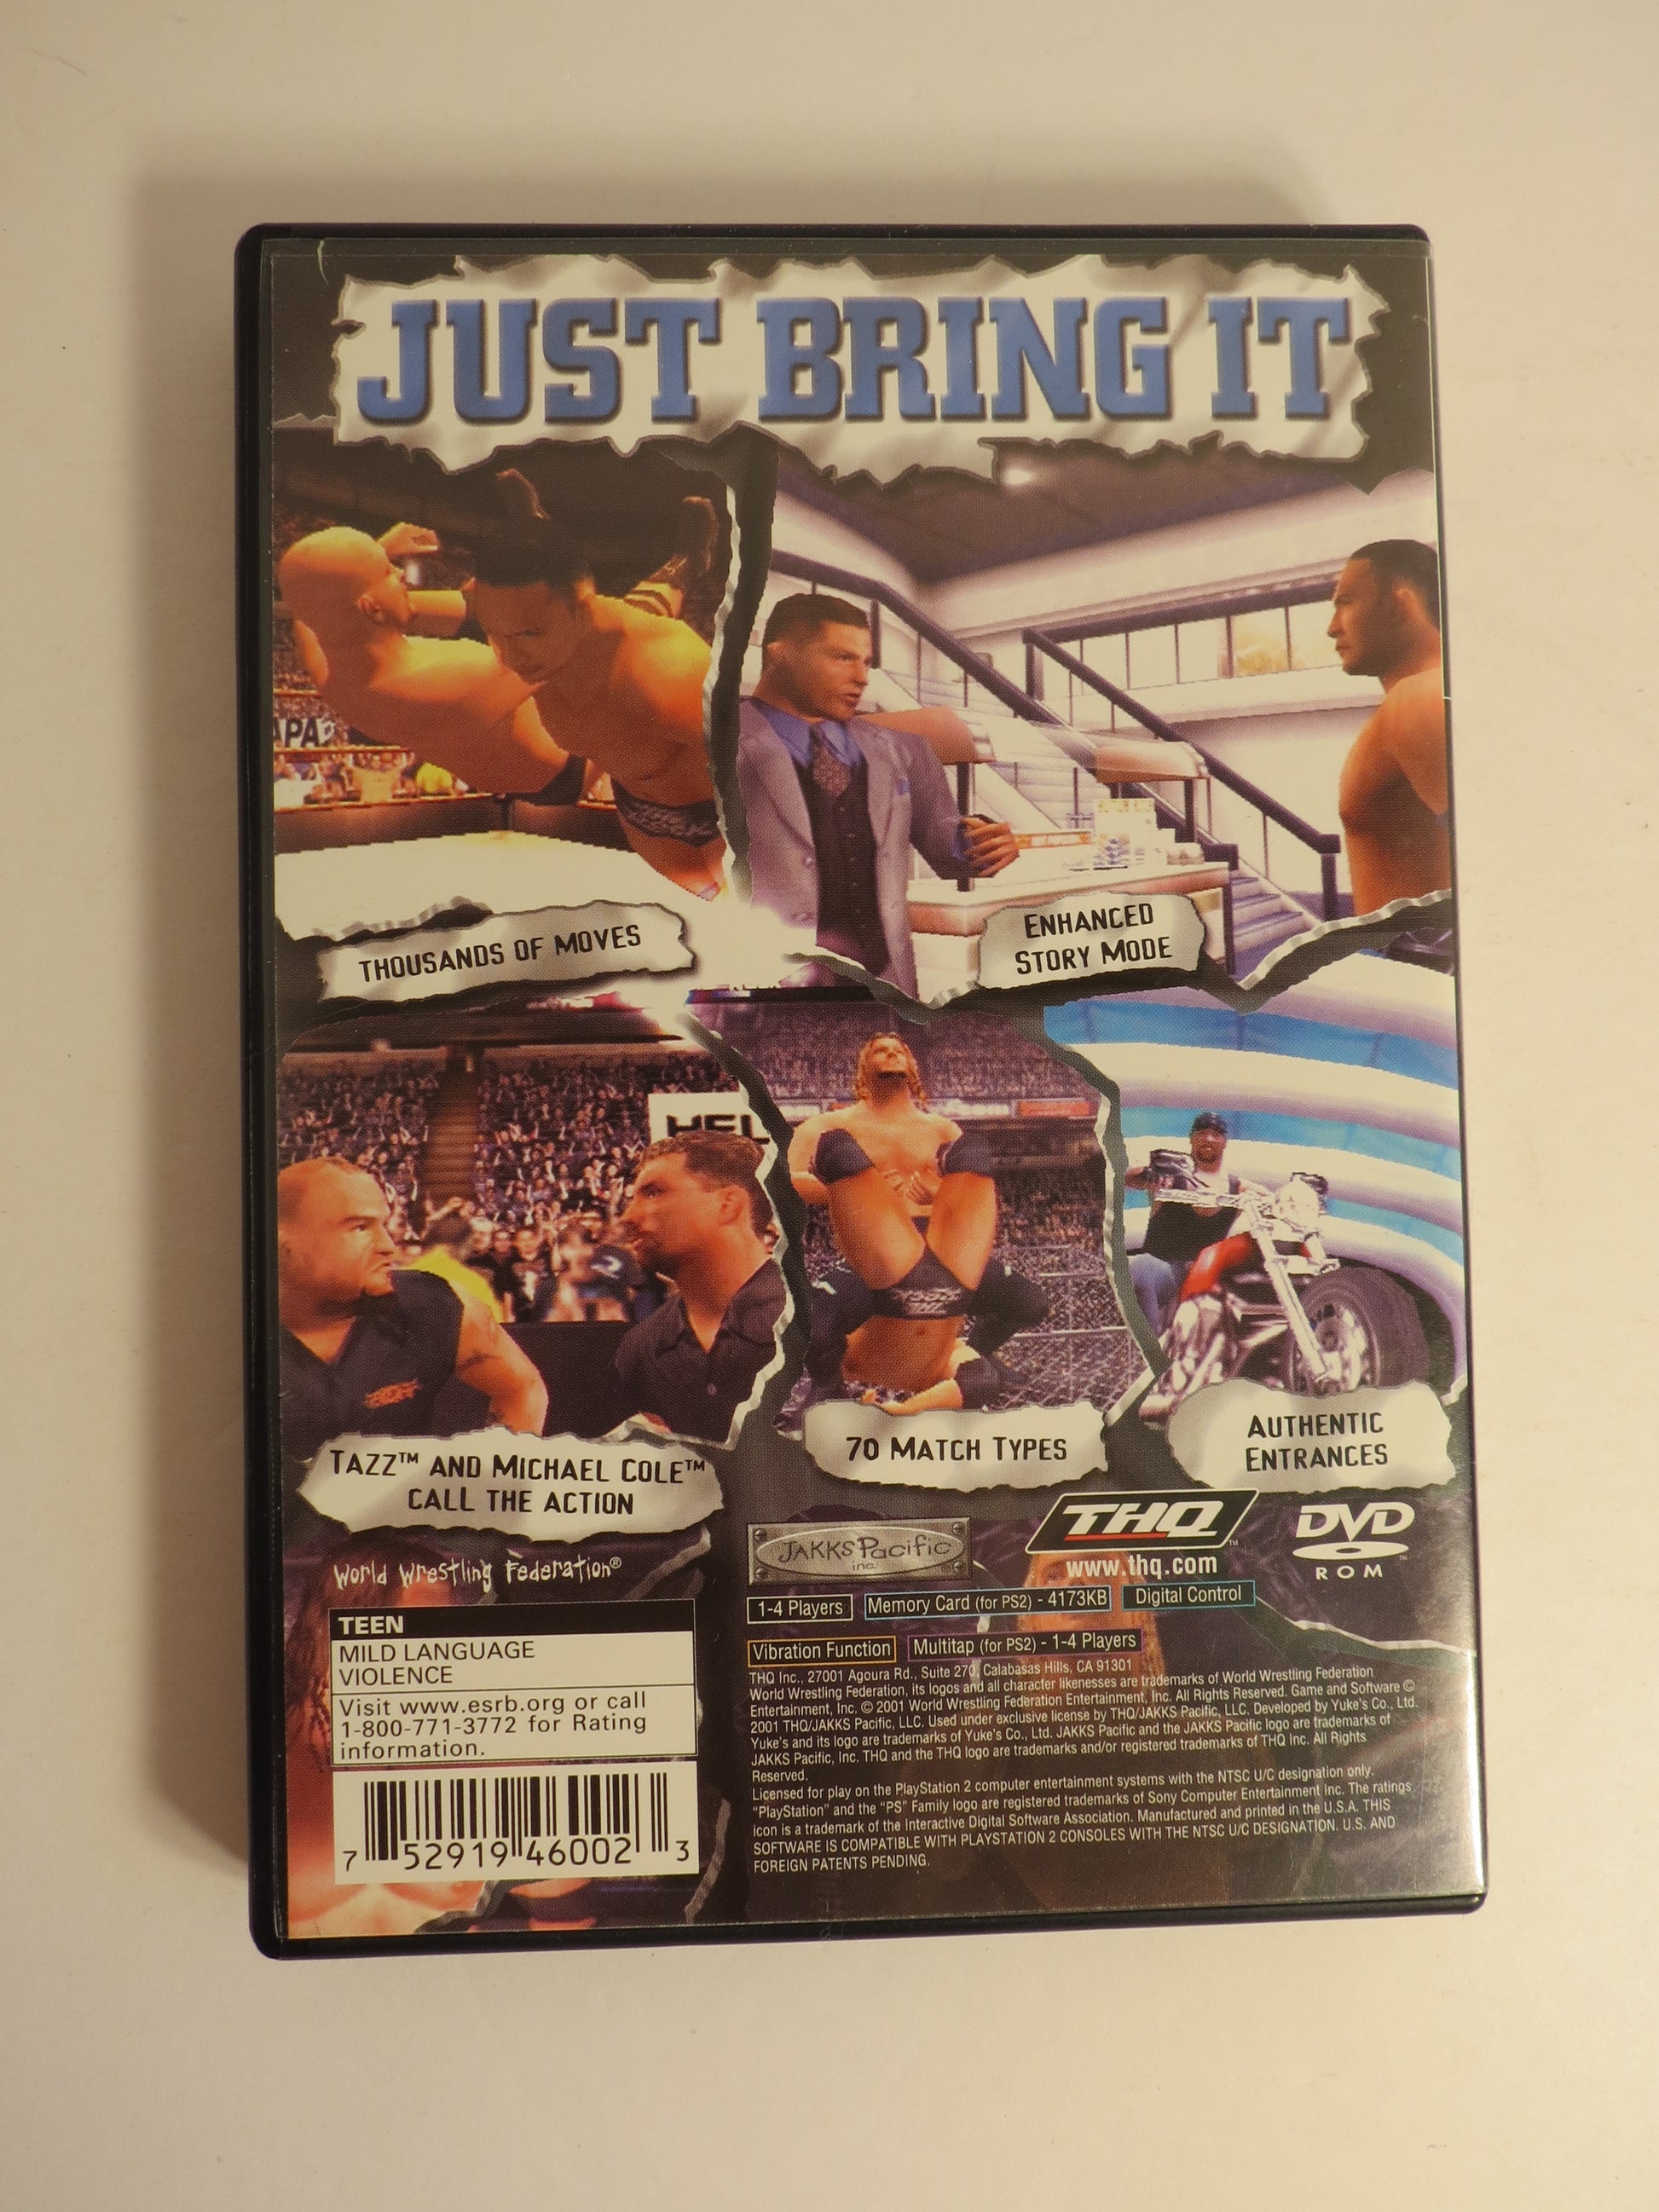 JUST BRING IT
APA
THOUSANDS OF MOVES
ENHANCED
STORY MODE
HEL
TAZZ™ AND MICHAEL COLE™
CALL THE ACTION
70 MATCH TYPES
AUTHENTIC
ENTRANCES
World Wrestling Federation®
JAKKS Pacific
inc.
THQ™
www.thq.com
DVD™
ROM
1-4 Players
Memory Card (for PS2) - 4173KB
Digital Control
Vibration Function
Multitap (for PS2) - 1-4 Players
TEEN
MILD LANGUAGE
VIOLENCE
Visit www.esrb.org or call
1-800-771-3772 for Rating
information.
7 52919 46002 3
THQ Inc., 27001 Agoura Rd., Suite 270, Calabasas Hills, CA 91301
World Wrestling Federation, its logos and all character likenesses are trademarks of World Wrestling Federation
Entertainment, Inc. © 2001 World Wrestling Federation Entertainment, Inc. All Rights Reserved. Game and Software ©
2001 THQ/JAKKS Pacific, LLC. Used under exclusive license by THQ/JAKKS Pacific, LLC. Developed by Yuke's Co., Ltd.
Yuke's and its logo are trademarks of Yuke's Co., Ltd. JAKKS Pacific and the JAKKS Pacific logo are trademarks of
JAKKS Pacific, Inc. THQ and the THQ logo are trademarks and/or registered trademarks of THQ Inc. All Rights
Reserved.
Licensed for play on the PlayStation 2 computer entertainment systems with the NTSC U/C designation only.
"PlayStation" and the "PS" Family logo are registered trademarks of Sony Computer Entertainment Inc. The ratings
icon is a trademark of the Interactive Digital Software Association. Manufactured and printed in the U.S.A. THIS
SOFTWARE IS COMPATIBLE WITH PLAYSTATION 2 CONSOLES WITH THE NTSC U/C DESIGNATION. U.S. AND
FOREIGN PATENTS PENDING.